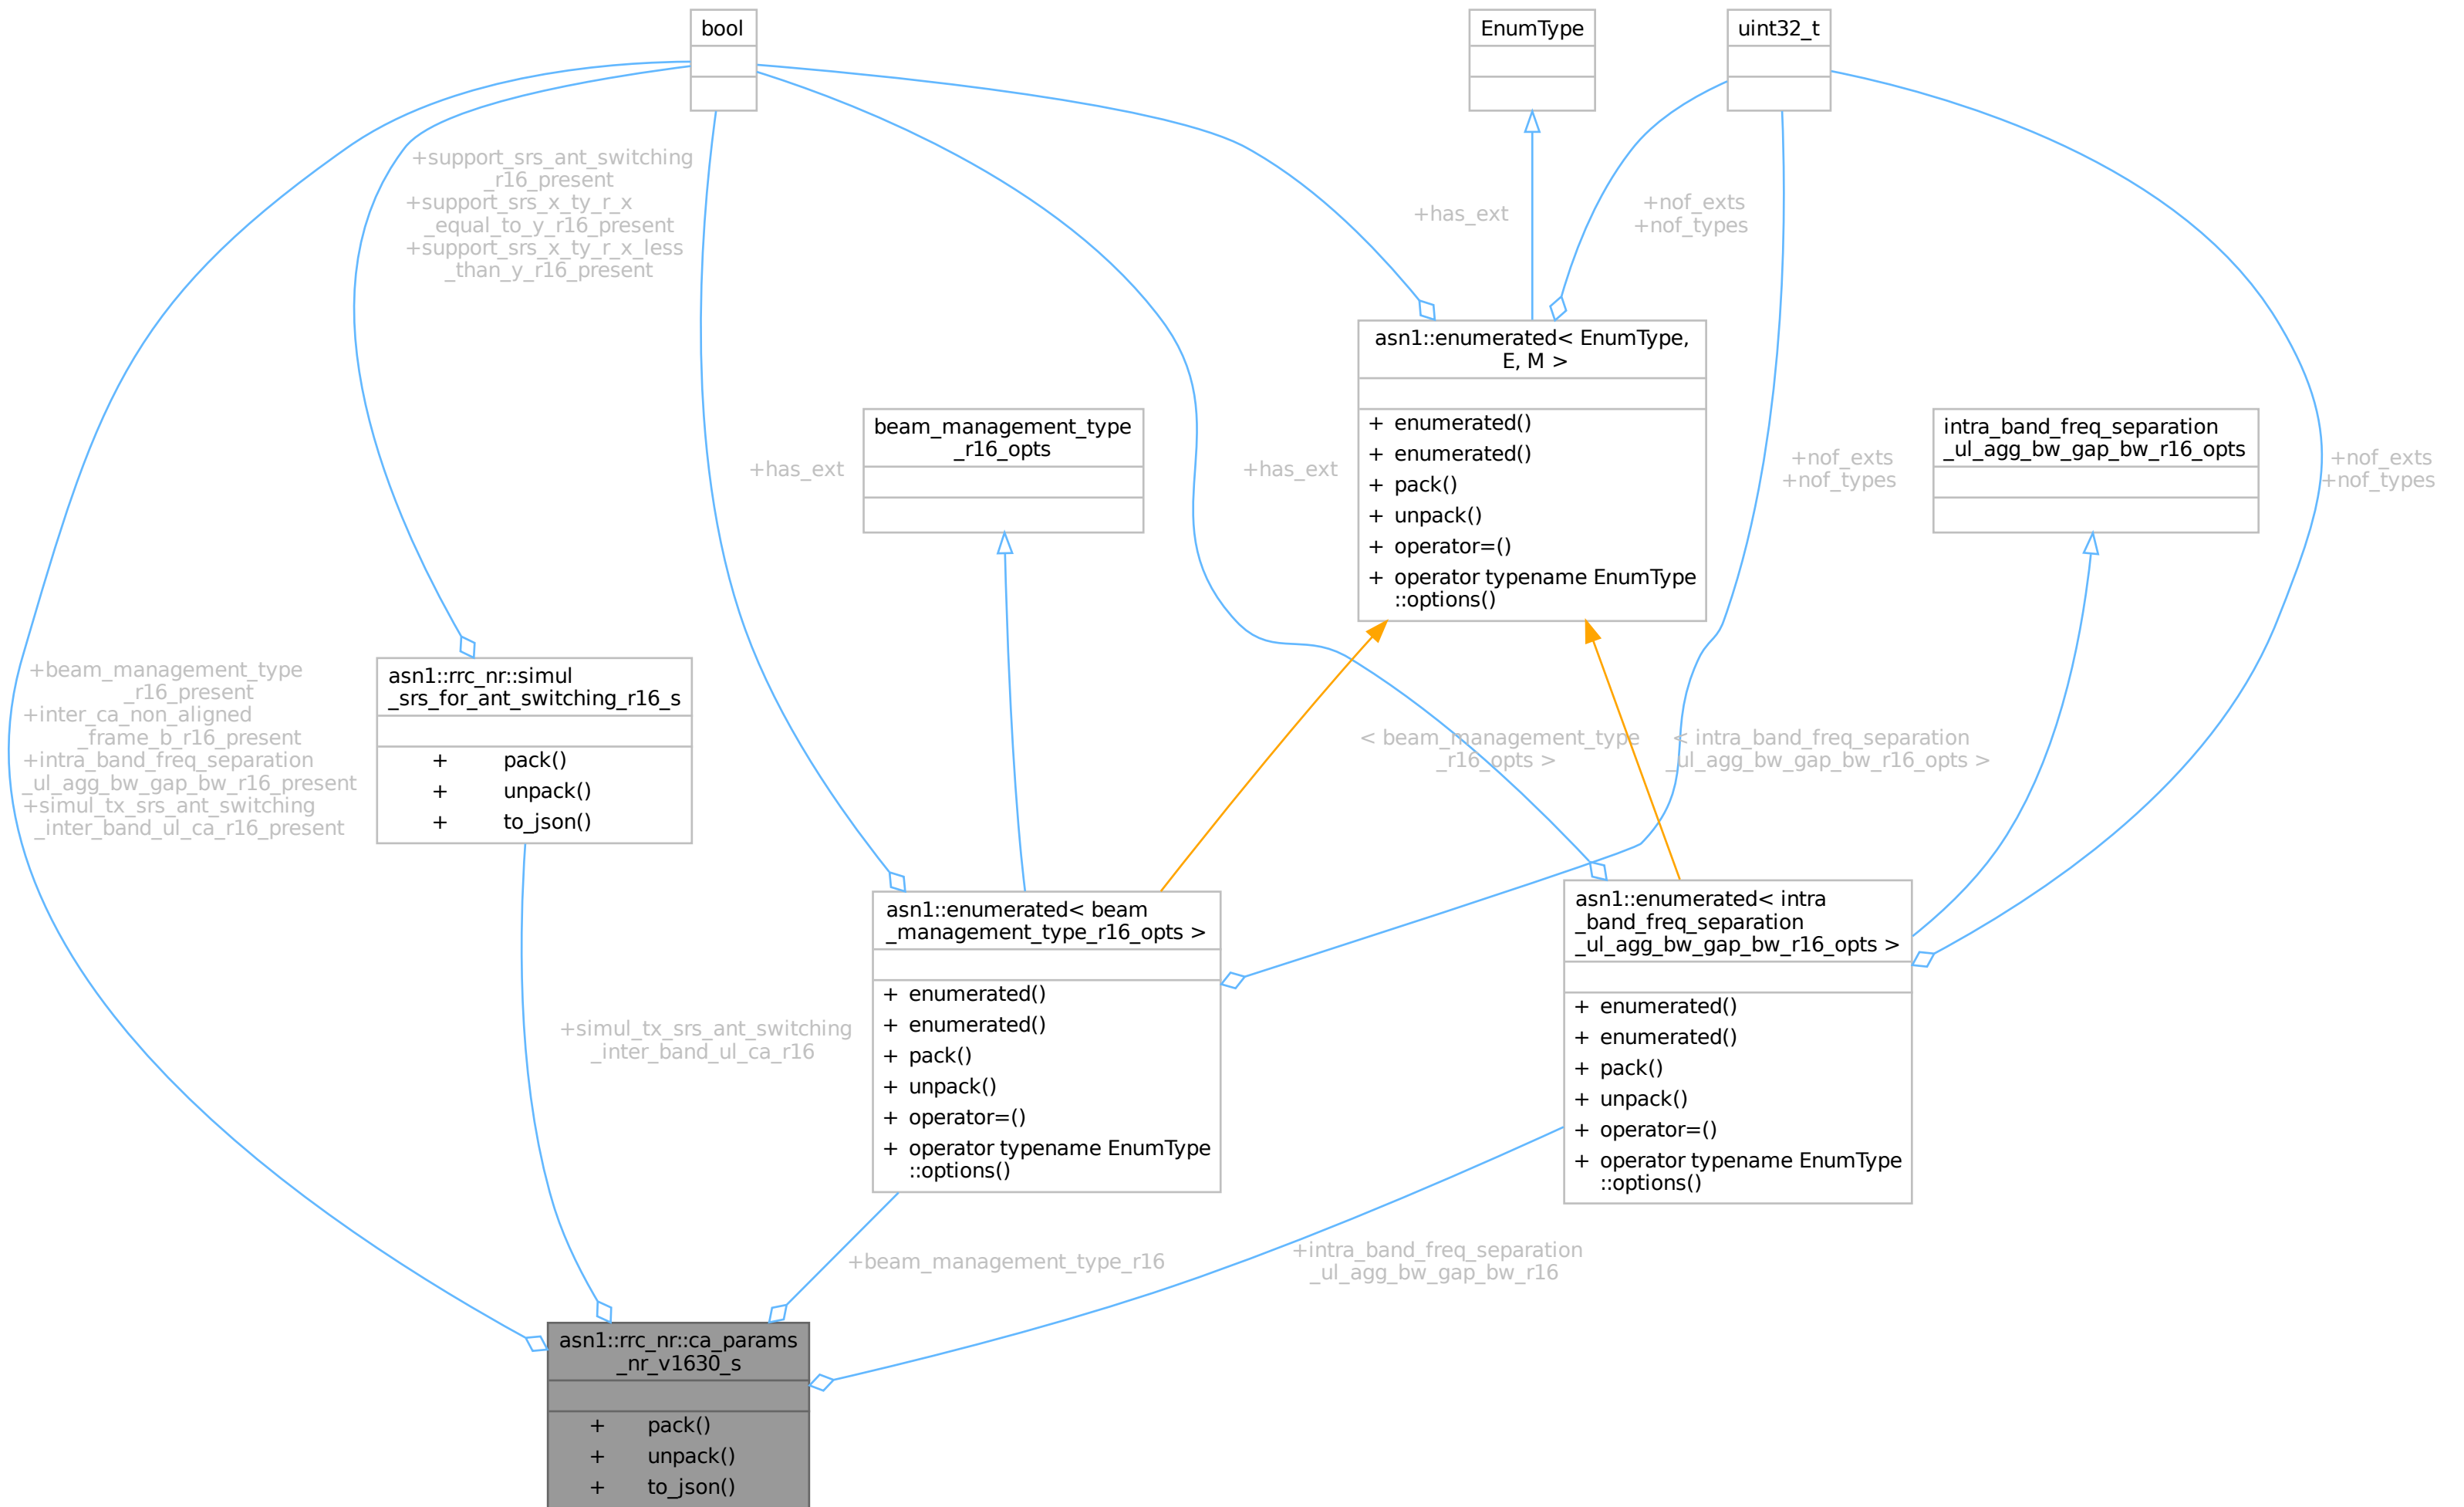 bool
EnumType
uint32_t
+support_srs_ant_switching
_r16_present
+support_srs_x_ty_r_x
_equal_to_y_r16_present
+support_srs_x_ty_r_x_less
_than_y_r16_present
+has_ext
+nof_exts
+nof_types
asn1::enumerated< EnumType,
E, M >
+ enumerated()
+ enumerated()
+ pack()
+ unpack()
+ operator=()
+ operator typename EnumType
::options()
beam_management_type
_r16_opts
intra_band_freq_separation
_ul_agg_bw_gap_bw_r16_opts
+has_ext
+has_ext
+nof_exts
+nof_types
+nof_exts
+nof_types
+beam_management_type
_r16_present
+inter_ca_non_aligned
_frame_b_r16_present
+intra_band_freq_separation
_ul_agg_bw_gap_bw_r16_present
+simul_tx_srs_ant_switching
_inter_band_ul_ca_r16_present
asn1::rrc_nr::simul
_srs_for_ant_switching_r16_s
+ pack()
+ unpack()
+ to_json()
< beam_management_type
_r16_opts >
< intra_band_freq_separation
_ul_agg_bw_gap_bw_r16_opts >
asn1::enumerated< beam
_management_type_r16_opts >
+ enumerated()
+ enumerated()
+ pack()
+ unpack()
+ operator=()
+ operator typename EnumType
::options()
asn1::enumerated< intra
_band_freq_separation
_ul_agg_bw_gap_bw_r16_opts >
+ enumerated()
+ enumerated()
+ pack()
+ unpack()
+ operator=()
+ operator typename EnumType
::options()
+simul_tx_srs_ant_switching
_inter_band_ul_ca_r16
+beam_management_type_r16
+intra_band_freq_separation
_ul_agg_bw_gap_bw_r16
asn1::rrc_nr::ca_params
_nr_v1630_s
+ pack()
+ unpack()
+ to_json()